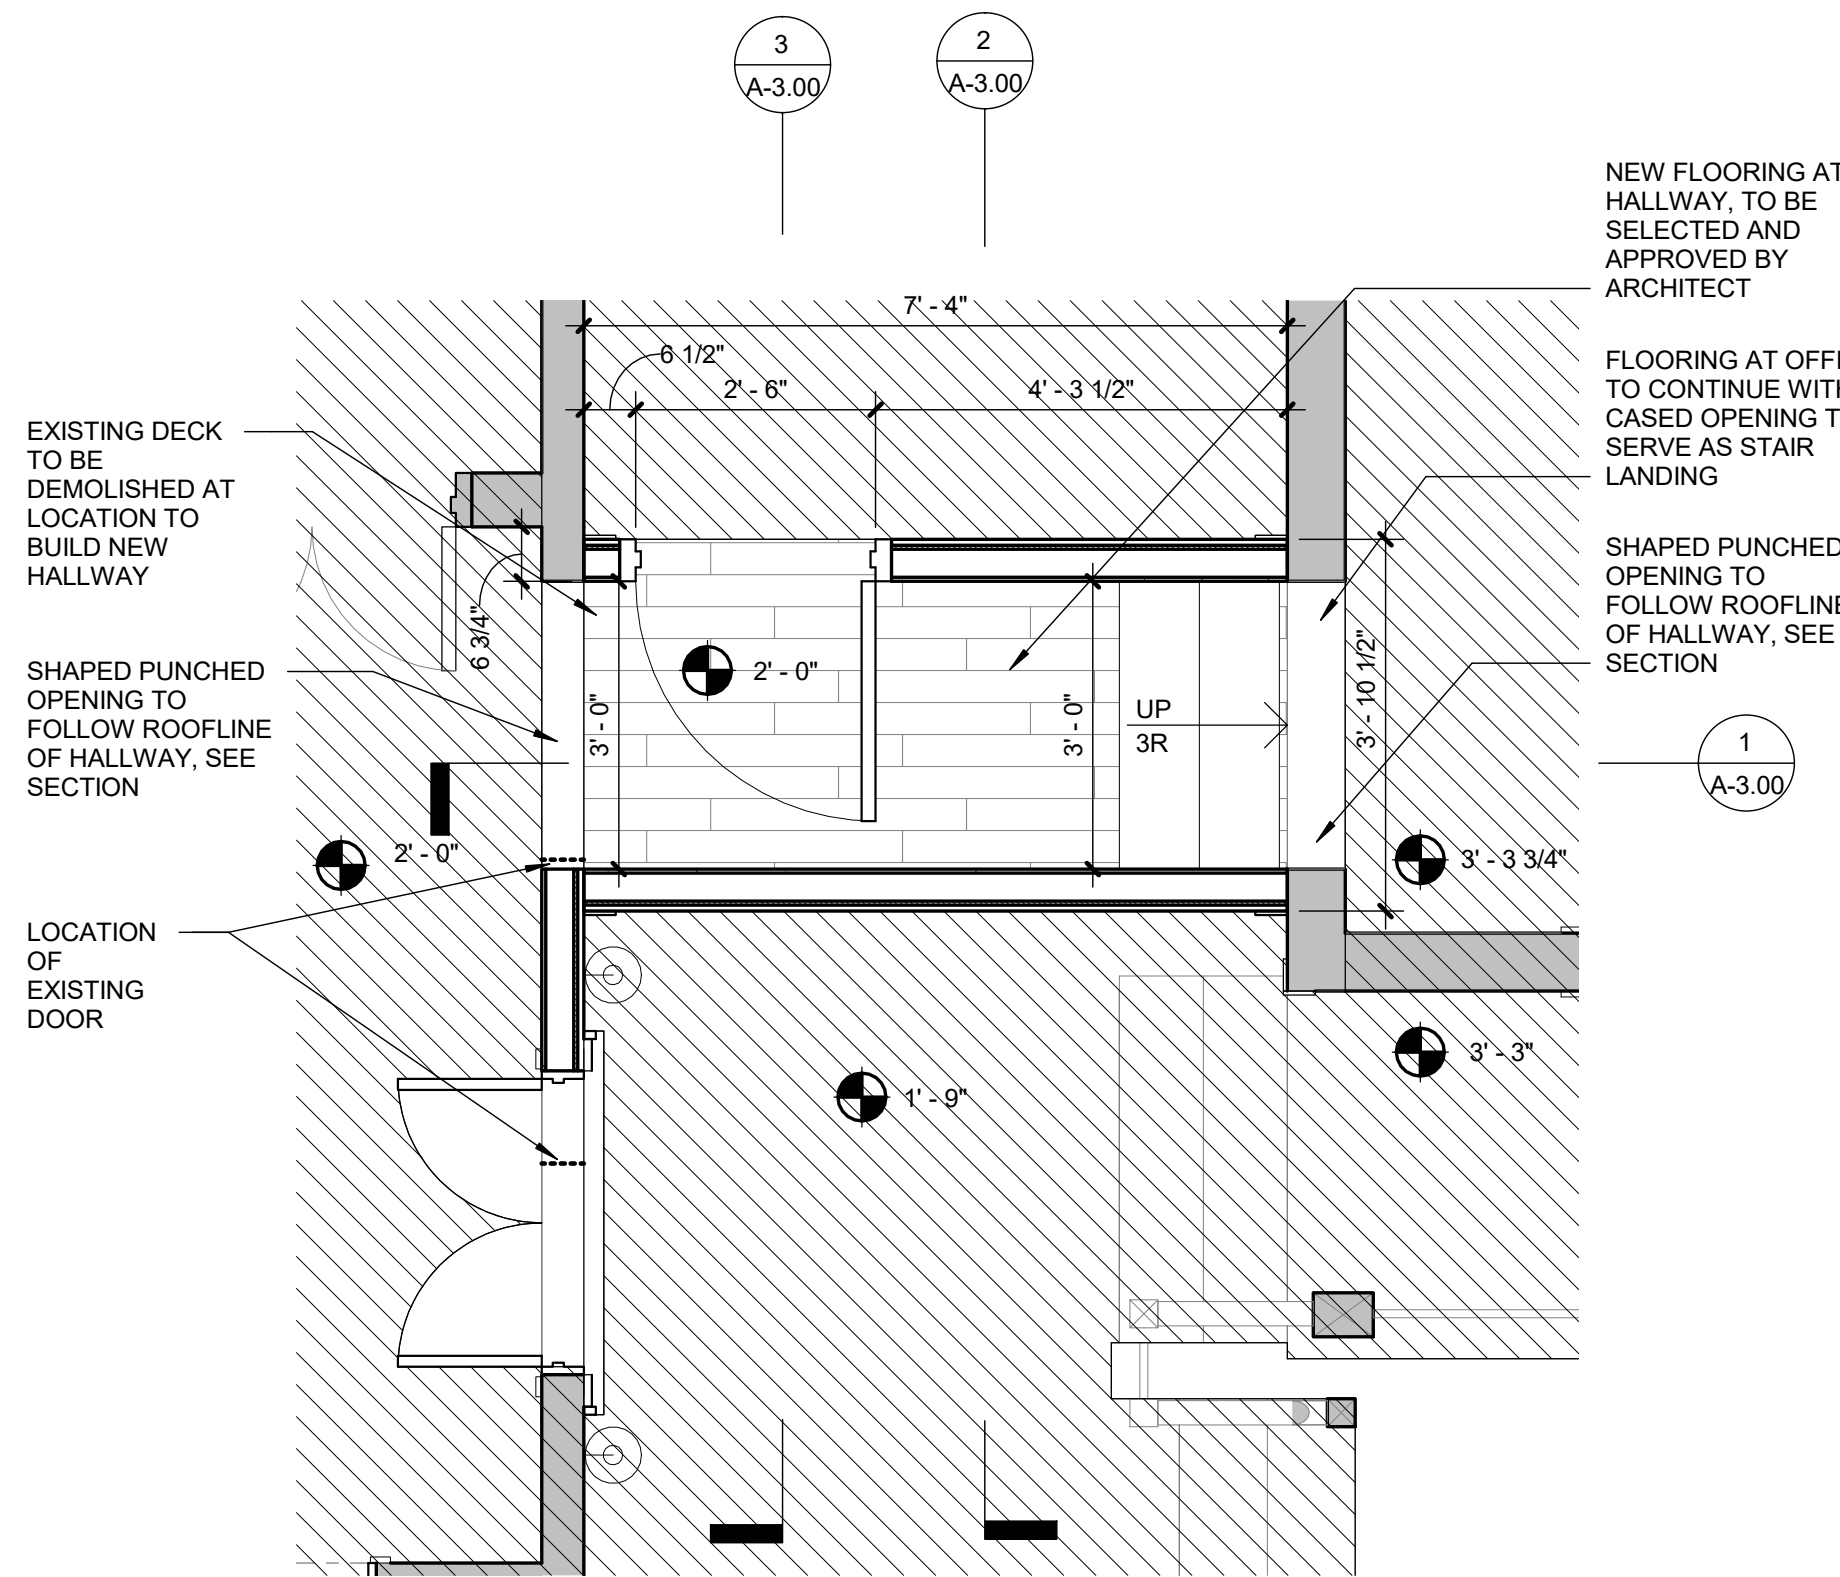 3
A-3.00
2
A-3.00
NEW FLOORING AT
HALLWAY, TO BE
SELECTED AND
APPROVED BY
ARCHITECT
7' - 4"
6 1/2"
2' - 6"
4' - 3 1/2"
FLOORING AT OFFI
TO CONTINUE WITH
CASED OPENING T
SERVE AS STAIR
LANDING
EXISTING DECK
TO BE
DEMOLISHED AT
LOCATION TO
BUILD NEW
HALLWAY
SHAPED PUNCHED
OPENING TO
FOLLOW ROOFLINE
OF HALLWAY, SEE
SECTION
6 3/4"
SHAPED PUNCHED
OPENING TO
FOLLOW ROOFLINE
OF HALLWAY, SEE
SECTION
2' - 0"
3' - 0"
3' - 0"
UP
3R
3' - 10 1/2"
1
A-3.00
2' - 0"
3' - 3 3/4"
LOCATION
OF
EXISTING
DOOR
3' - 3"
1' - 9"